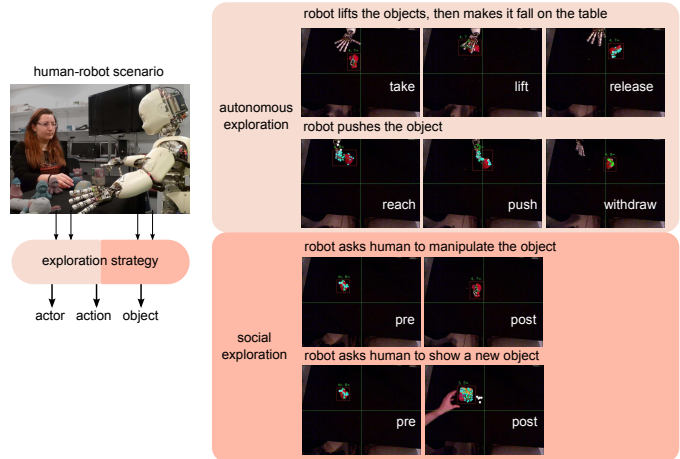 human-robot scenario
exploration strategy
actor action object
autonomous
exploration
robot lifts the objects, then makes it fall on the table
take lift release
robot pushes the object
reach push withdraw
social
exploration
robot asks human to manipulate the object
pre post
robot asks human to show a new object
pre post